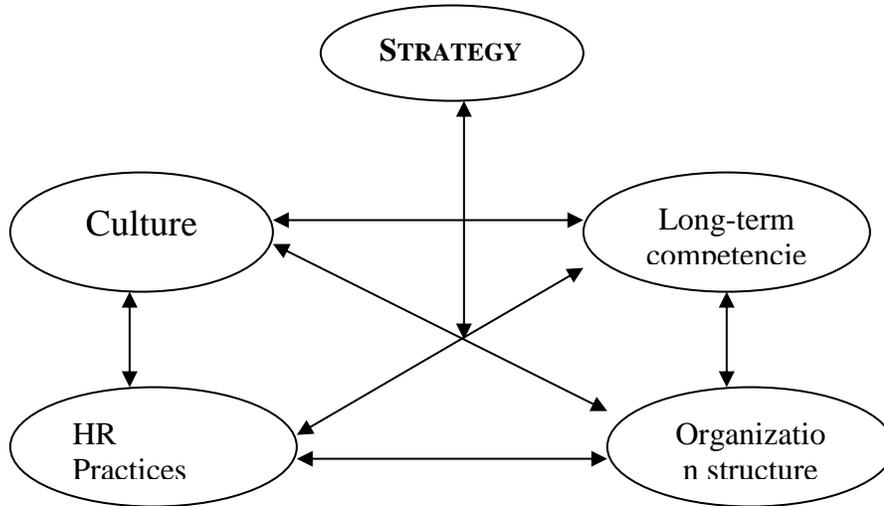 STRATEGY
Culture
Long-term
competencie
HR
Practices
Organizatio
n structure